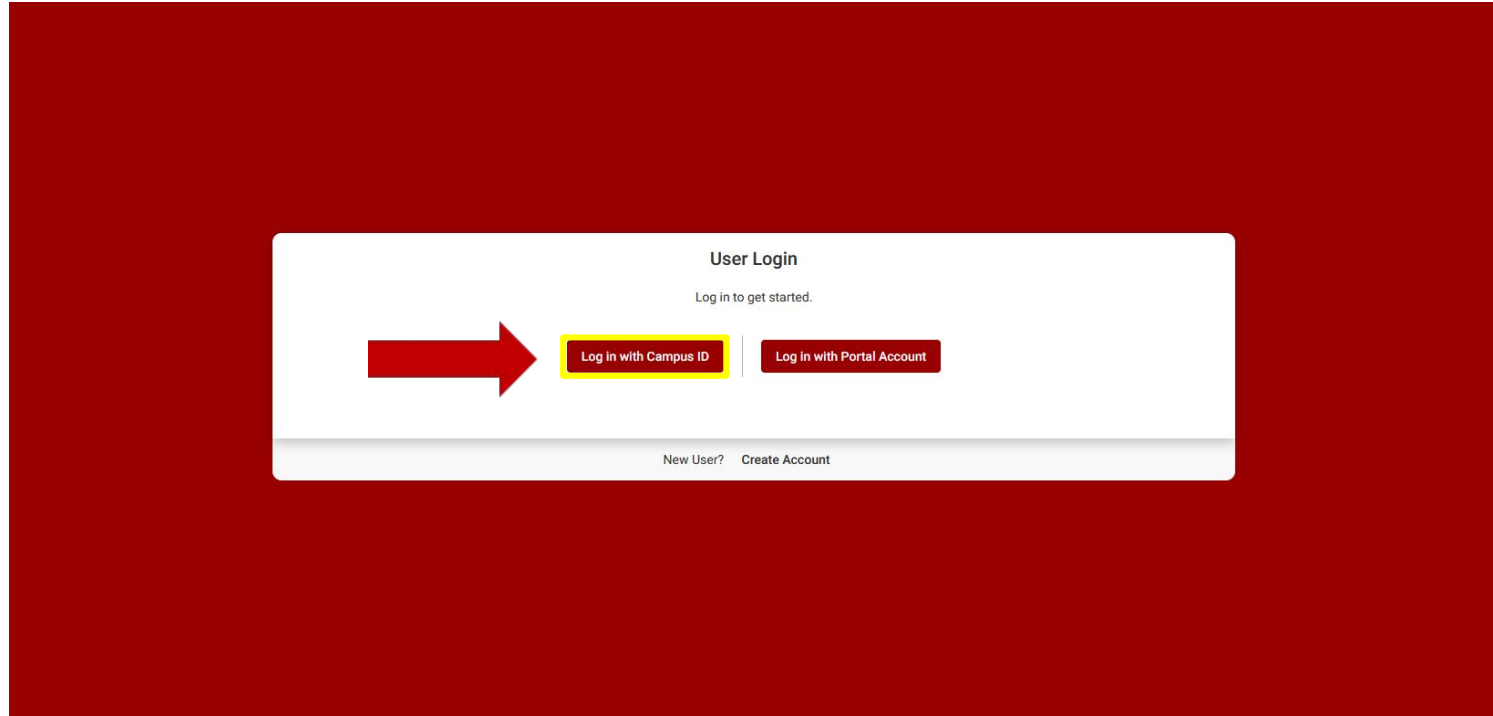 User Login
Log in to get started.
Log in with Campus ID
Log in with Portal Account
New User? Create Account